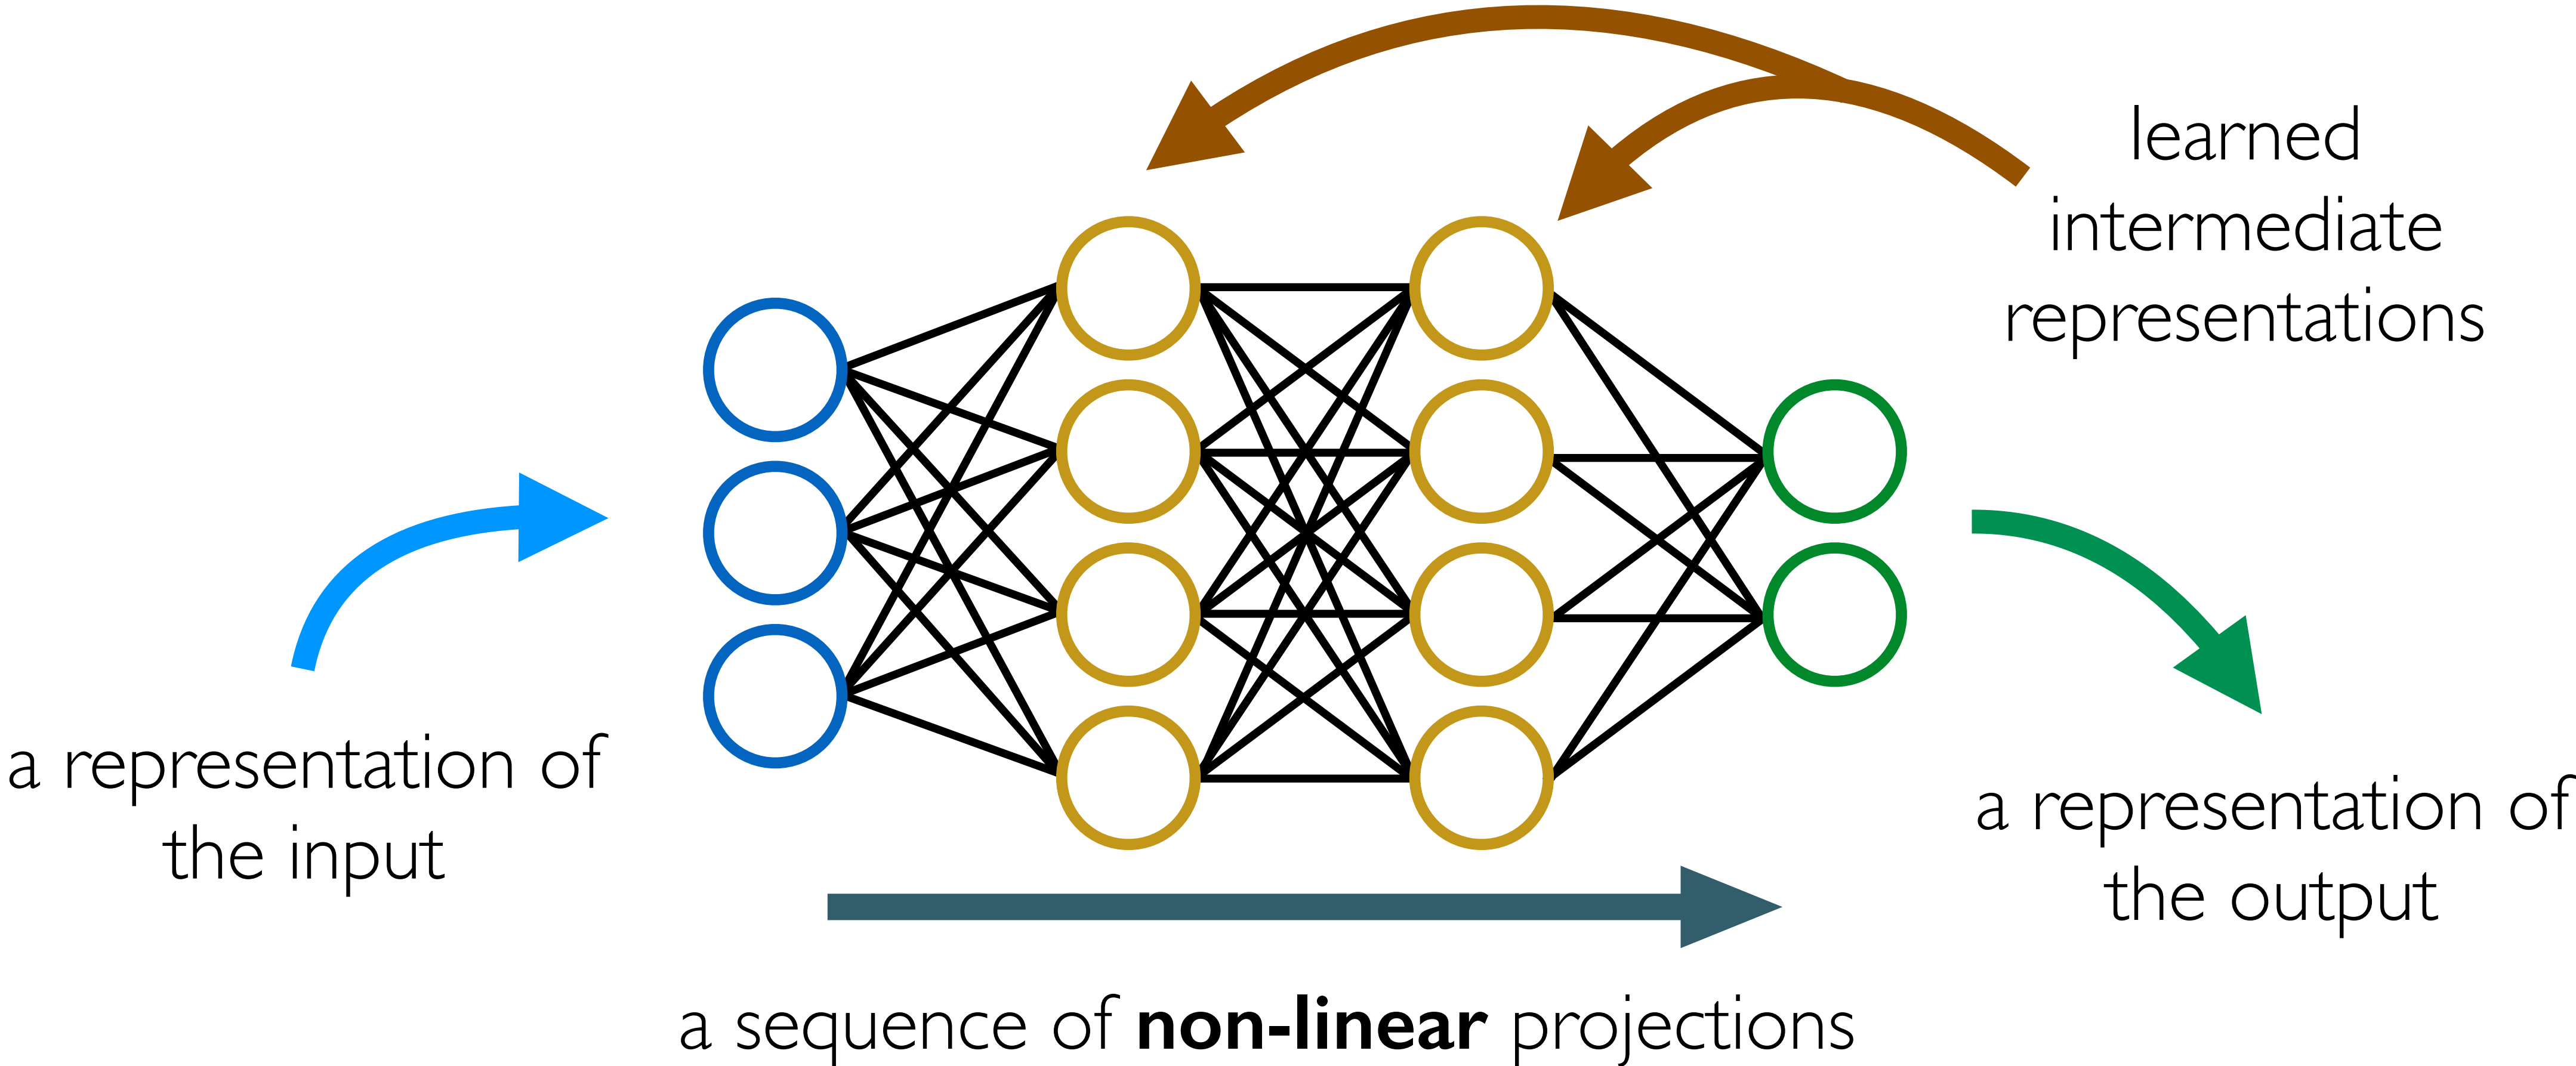 learned
intermediate
representations
a representation of
the input
a representation of
the output
a sequence of non-linear projections